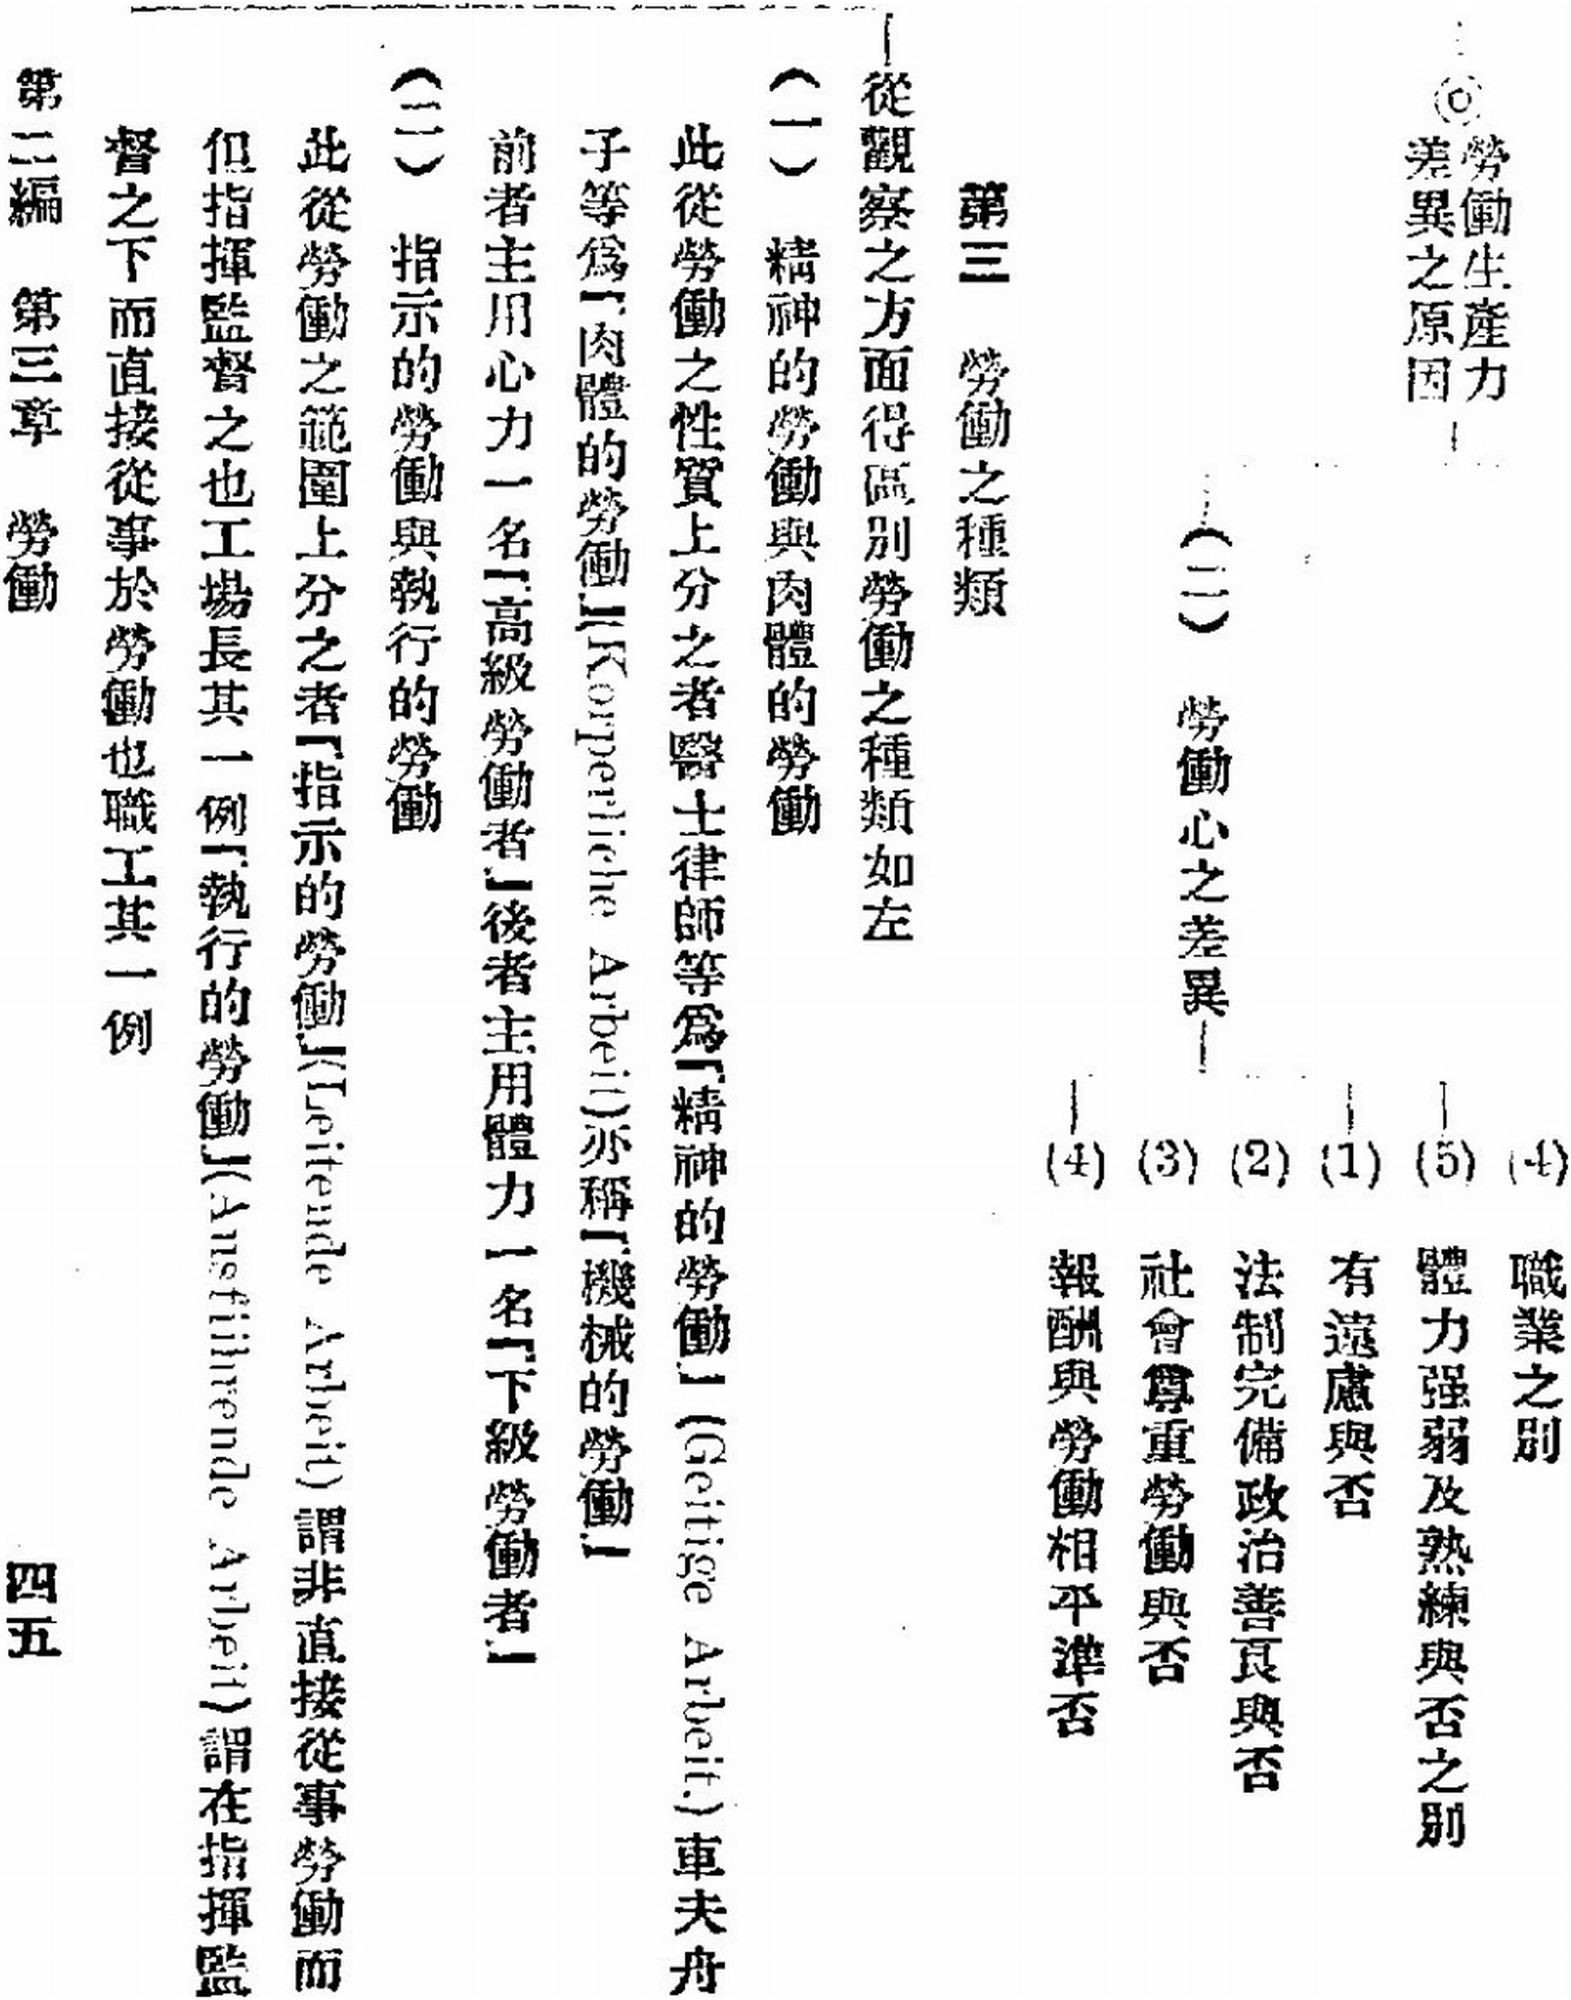 ◎勞働生產力
差異之原因
(4) 職業之別
(5) 體力强弱及熟練與否之別
(二) 勞働心之差異
(1) 有遠慮與否
(2) 法制完備政治善良與否
(3) 社會尊重勞働與否
(4) 報酬與勞働相平準否
第三 勞働之種類
從觀察之方面得區別勞働之種類如左
(一) 精神的勞働與肉體的勞働
此從勞働之性質上分之者醫士律師等爲「精神的勞働」(Geitige Arbeit.)車夫舟
子等爲「肉體的勞働」(Korperliche Arbeit)亦稱「機械的勞働」
前者主用心力一名「高級勞働者」後者主用體力一名「下級勞働者」
(二) 指示的勞働與執行的勞働
此從勞働之範圍上分之者「指示的勞働」(Leitende Arbeit)謂非直接從事勞働而
但指揮監督之也工場長其一例「執行的勞働」(Ausfiihrende Arbeit)謂在指揮監
督之下而直接從事於勞働也職工其一例
第二編 第三章 勞働 四五